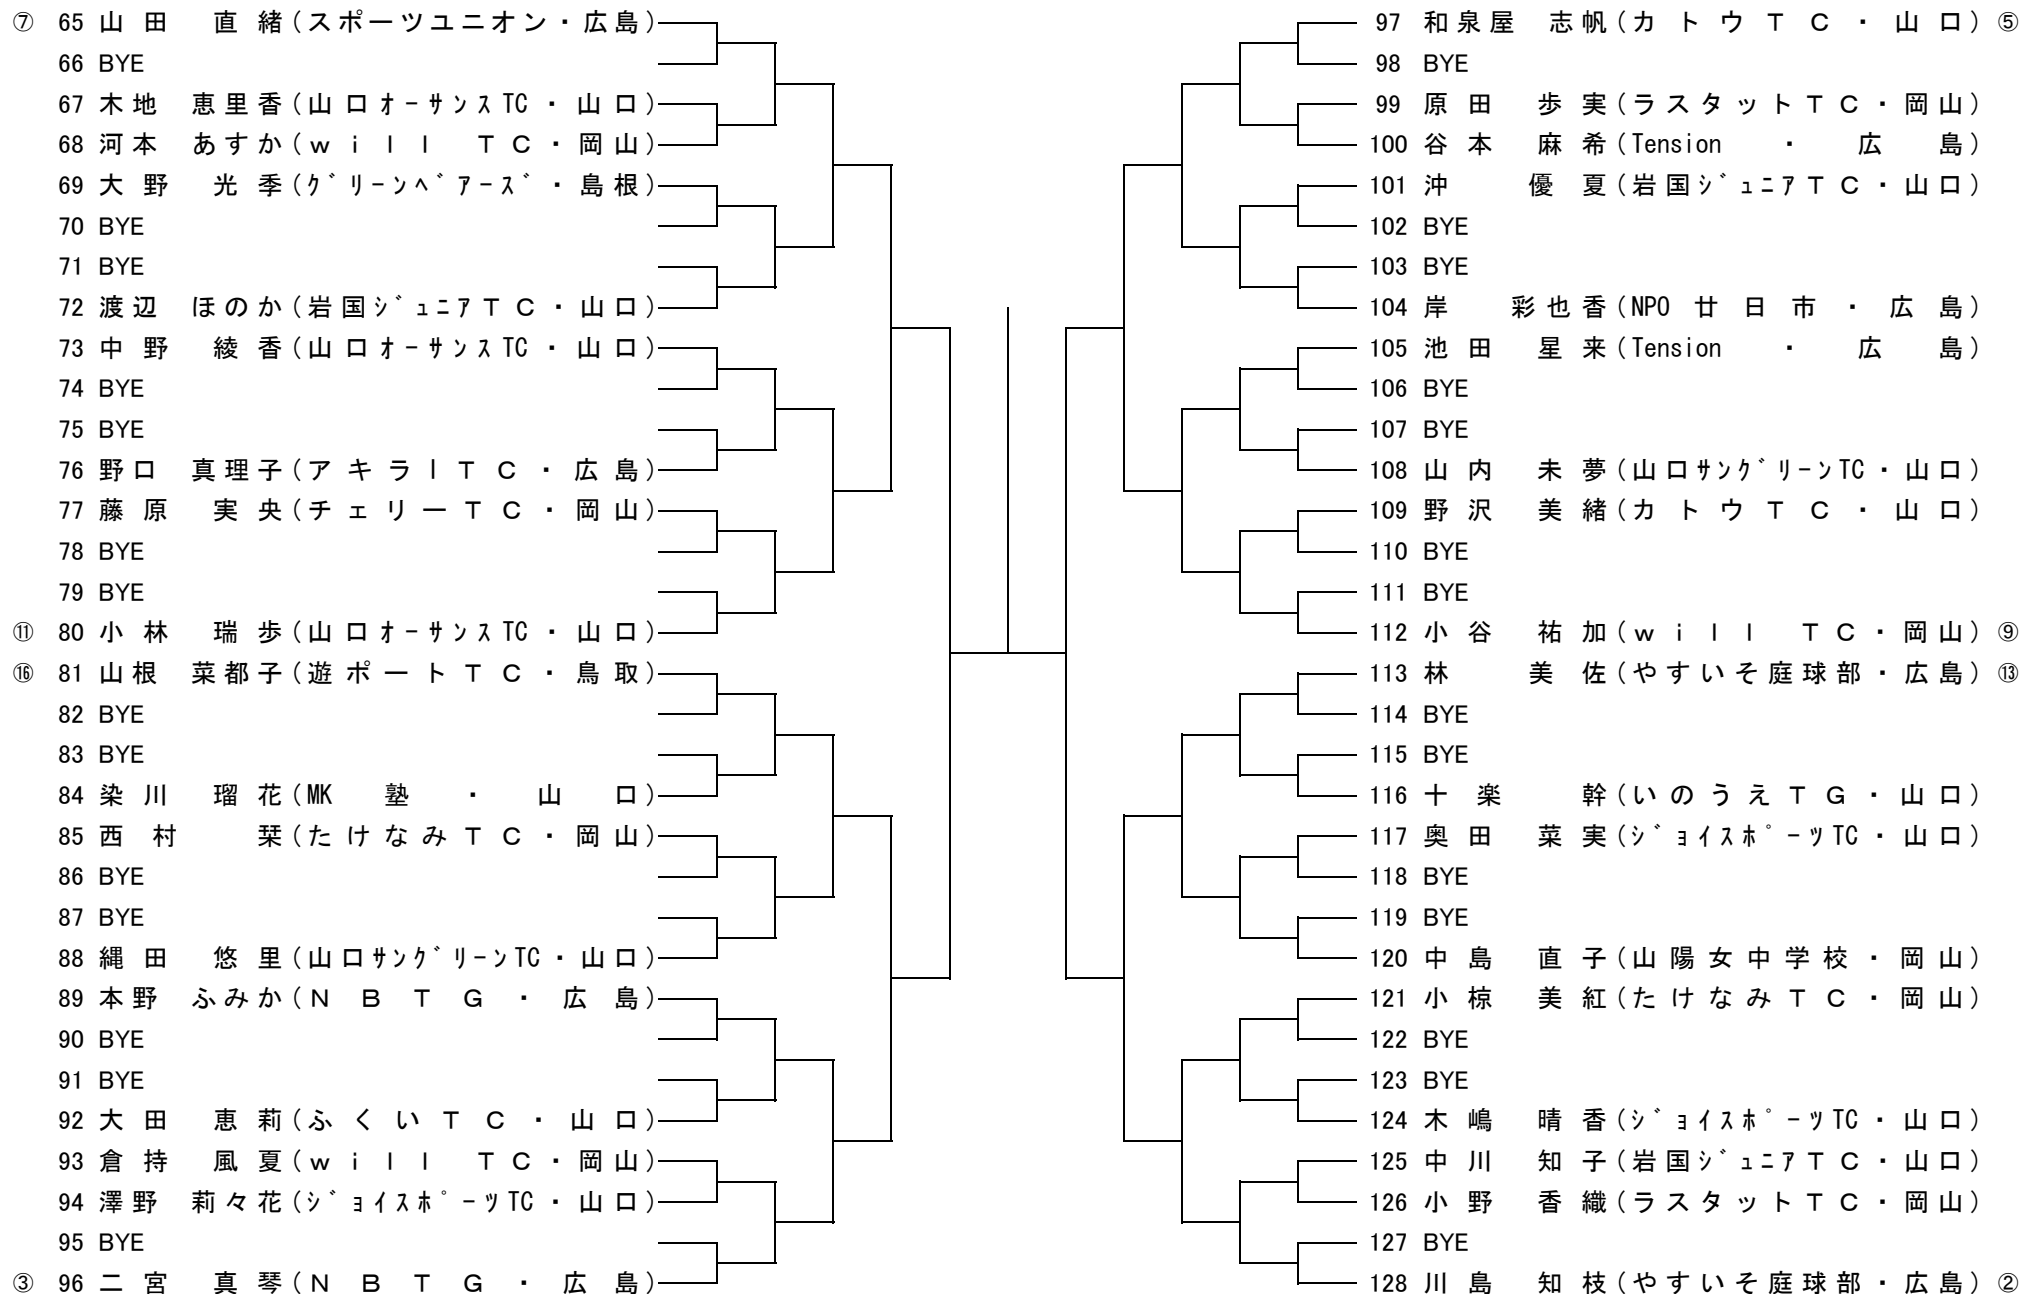 ⑦ 65 山田 直緒(スポーツユニオン・広島)
66 BYE
67 木地 恵里香(山口ｵｰｻﾝｽTC・山口)
68 河本 あすか(ｗｉｌｌ ＴＣ・岡山)
69 大野 光季(ｸﾞﾘｰﾝﾍﾞｱｰｽﾞ・島根)
70 BYE
71 BYE
72 渡辺 ほのか(岩国ｼﾞｭﾆｱＴＣ・山口)
73 中野 綾香(山口ｵｰｻﾝｽTC・山口)
74 BYE
75 BYE
76 野口 真理子(アキラＩＴＣ・広島)
77 藤原 実央(チェリーＴＣ・岡山)
78 BYE
79 BYE
⑪ 80 小林 瑞歩(山口ｵｰｻﾝｽTC・山口)
⑯ 81 山根 菜都子(遊ポートＴＣ・鳥取)
82 BYE
83 BYE
84 染川 瑠花(MK 塾・山口)
85 西村 栞(たけなみＴＣ・岡山)
86 BYE
87 BYE
88 縄田 悠里(山口ｻﾝｸﾞﾘｰﾝTC・山口)
89 本野 ふみか(ＮＢＴＧ・広島)
90 BYE
91 BYE
92 大田 恵莉(ふくいＴＣ・山口)
93 倉持 風夏(ｗｉｌｌ ＴＣ・岡山)
94 澤野 莉々花(ｼﾞｮｲｽﾎﾟｰﾂTC・山口)
95 BYE
③ 96 二宮 真琴(ＮＢＴＧ・広島)
97 和泉屋 志帆(カトウＴＣ・山口) ⑤
98 BYE
99 原田 歩実(ラスタットＴＣ・岡山)
100 谷本 麻希(Tension ・ 広島)
101 沖 優夏(岩国ｼﾞｭﾆｱＴＣ・山口)
102 BYE
103 BYE
104 岸 彩也香(NPO 廿日市・広島)
105 池田 星来(Tension ・ 広島)
106 BYE
107 BYE
108 山内 未夢(山口ｻﾝｸﾞﾘｰﾝTC・山口)
109 野沢 美緒(カトウＴＣ・山口)
110 BYE
111 BYE
112 小谷 祐加(ｗｉｌｌ ＴＣ・岡山) ⑨
113 林 美佐(やすいそ庭球部・広島) ⑬
114 BYE
115 BYE
116 十楽 幹(いのうえＴＧ・山口)
117 奥田 菜実(ｼﾞｮｲｽﾎﾟｰﾂTC・山口)
118 BYE
119 BYE
120 中島 直子(山陽女中学校・岡山)
121 小椋 美紅(たけなみＴＣ・岡山)
122 BYE
123 BYE
124 木嶋 晴香(ｼﾞｮｲｽﾎﾟｰﾂTC・山口)
125 中川 知子(岩国ｼﾞｭﾆｱＴＣ・山口)
126 小野 香織(ラスタットＴＣ・岡山)
127 BYE
128 川島 知枝(やすいそ庭球部・広島) ②